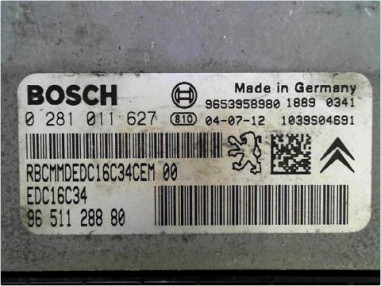 BOSCH
Made in Germany
9653958980 1889 0341
0 281 011 627
810 04-07-12 1039S04691
RBCMMDEDC16C34CEM 00
EDC16C34
96 511 288 80